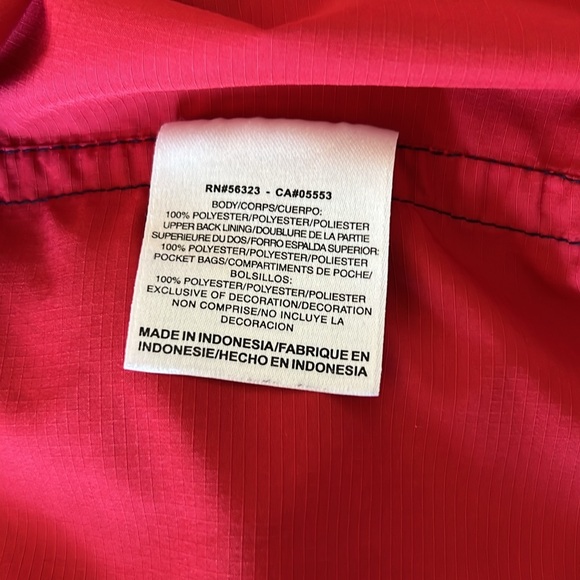 RN#56323 - CA#05553
BODY/CORPS/CUERPO:
100% POLYESTER/POLYESTER/POLIESTER
UPPER BACK LINING/DOUBLURE DE LA PARTIE
SUPERIEURE DU DOS/FORRO ESPALDA SUPERIOR:
100% POLYESTER/POLYESTER/POLIESTER
POCKET BAGS/COMPARTIMENTS DE POCHE/
BOLSILLOS:
100% POLYESTER/POLYESTER/POLIESTER
EXCLUSIVE OF DECORATION/DECORATION
NON COMPRISE/NO INCLUYE LA
DECORACION
MADE IN INDONESIA/FABRIQUE EN
INDONESIE/HECHO EN INDONESIA